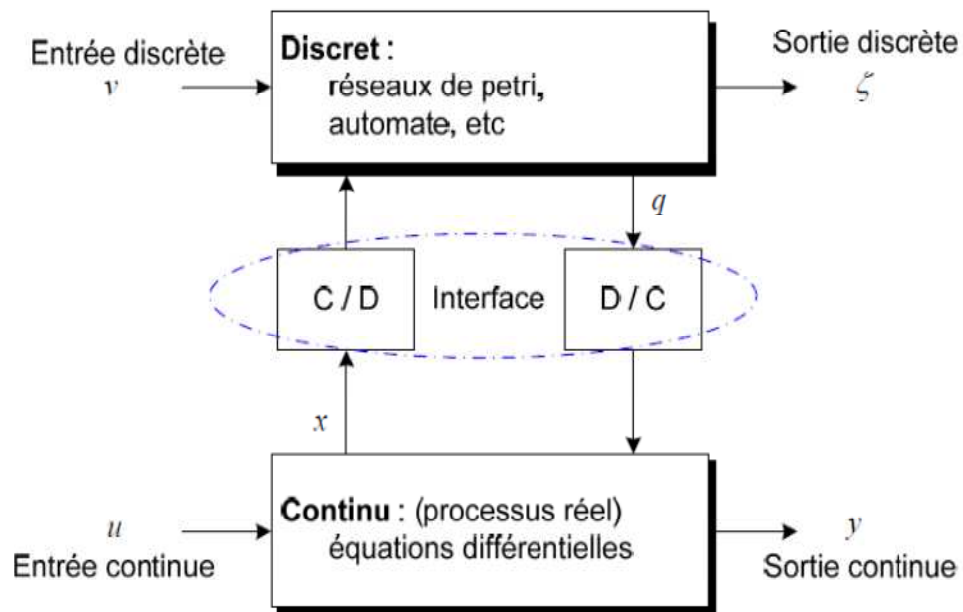 Entrée discrète
v
Discret :
réseaux de petri,
automate, etc
Sortie discrète
ζ
q
C / D
Interface
D / C
x
u
Entrée continue
Continu : (processus réel)
équations différentielles
y
Sortie continue